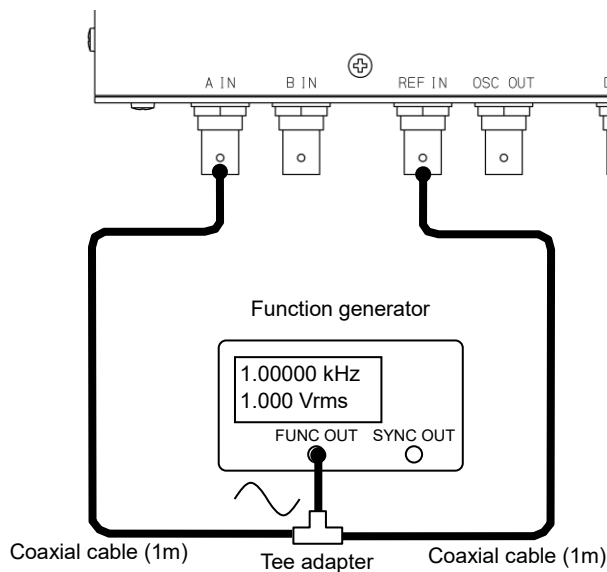 A IN B IN REF IN OSC OUT D
Function generator
1.00000 kHz
1.000 Vrms
FUNC OUT SYNC OUT
Coaxial cable (1m) Tee adapter Coaxial cable (1m)